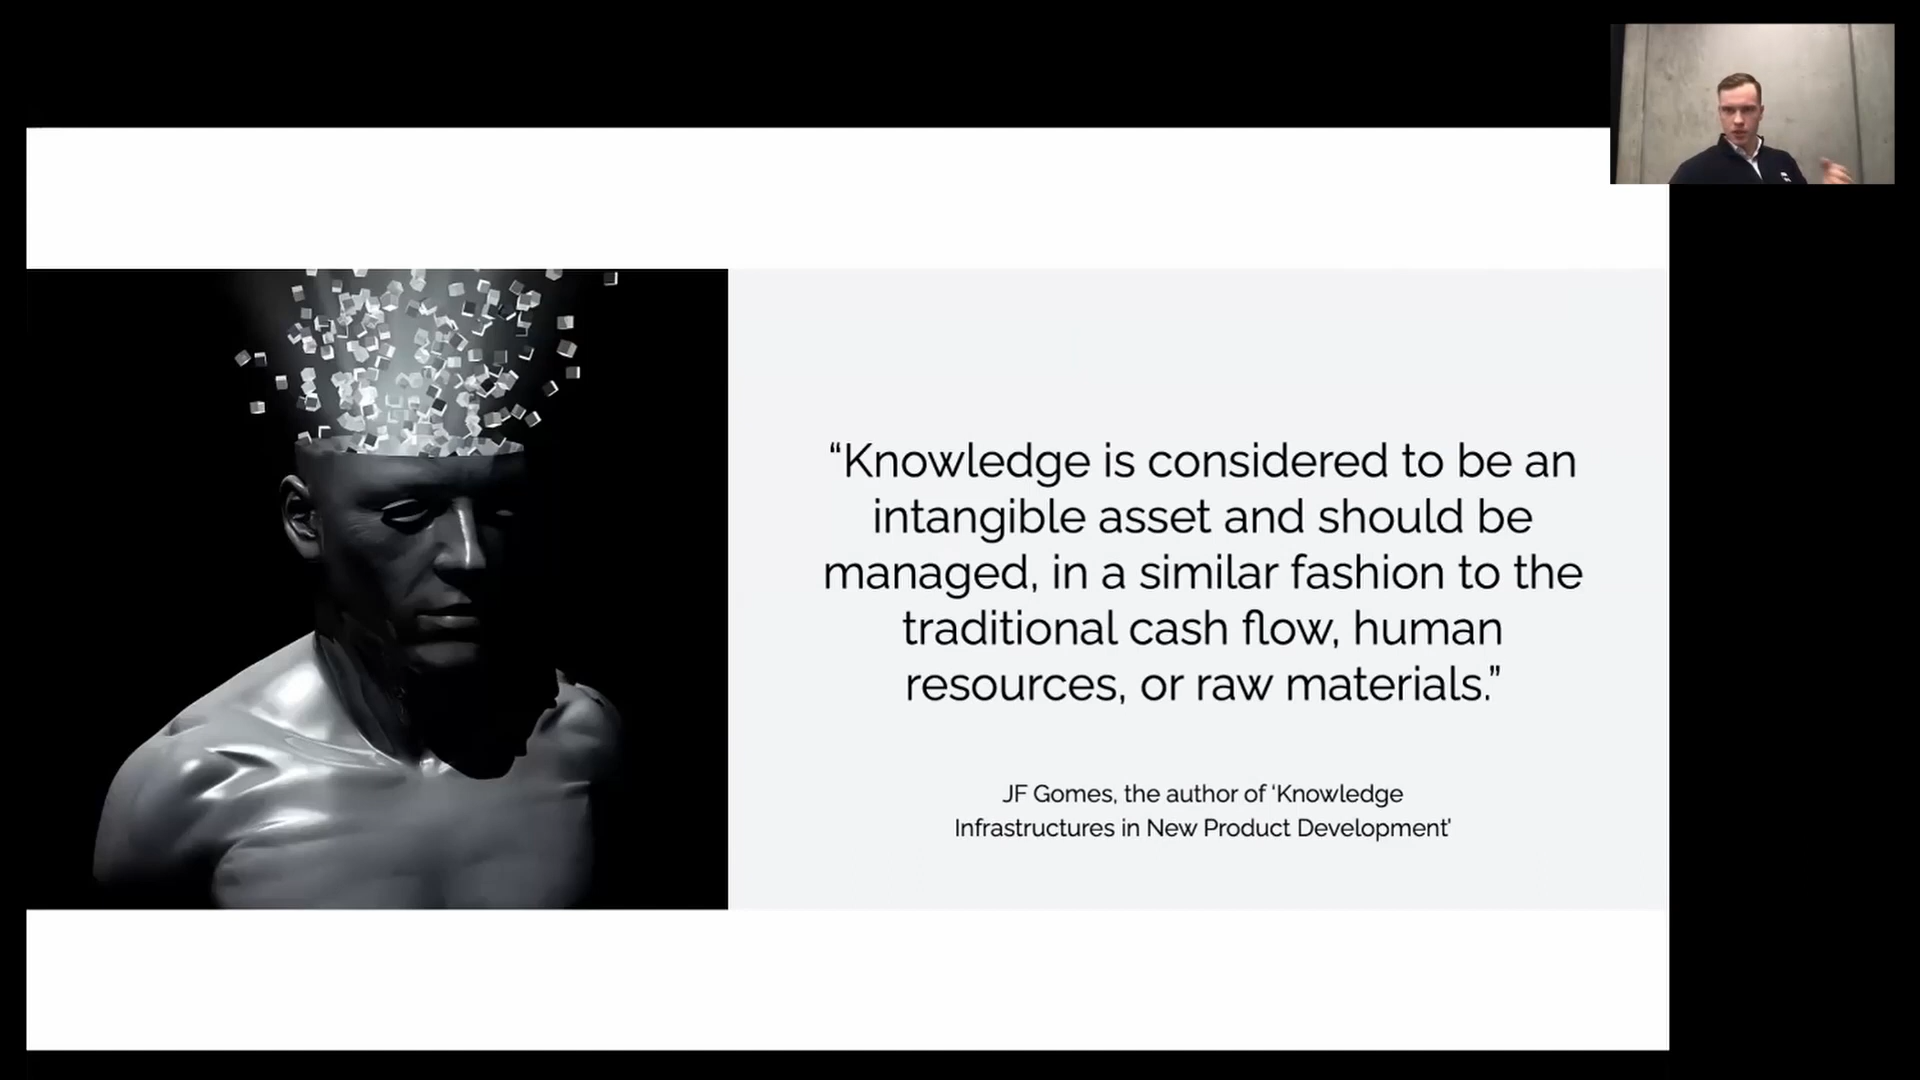 “Knowledge is considered to be an
intangible asset and should be
managed, in a similar fashion to the
traditional cash flow, human
resources, or raw materials.”
JF Gomes, the author of ‘Knowledge
Infrastructures in New Product Development’